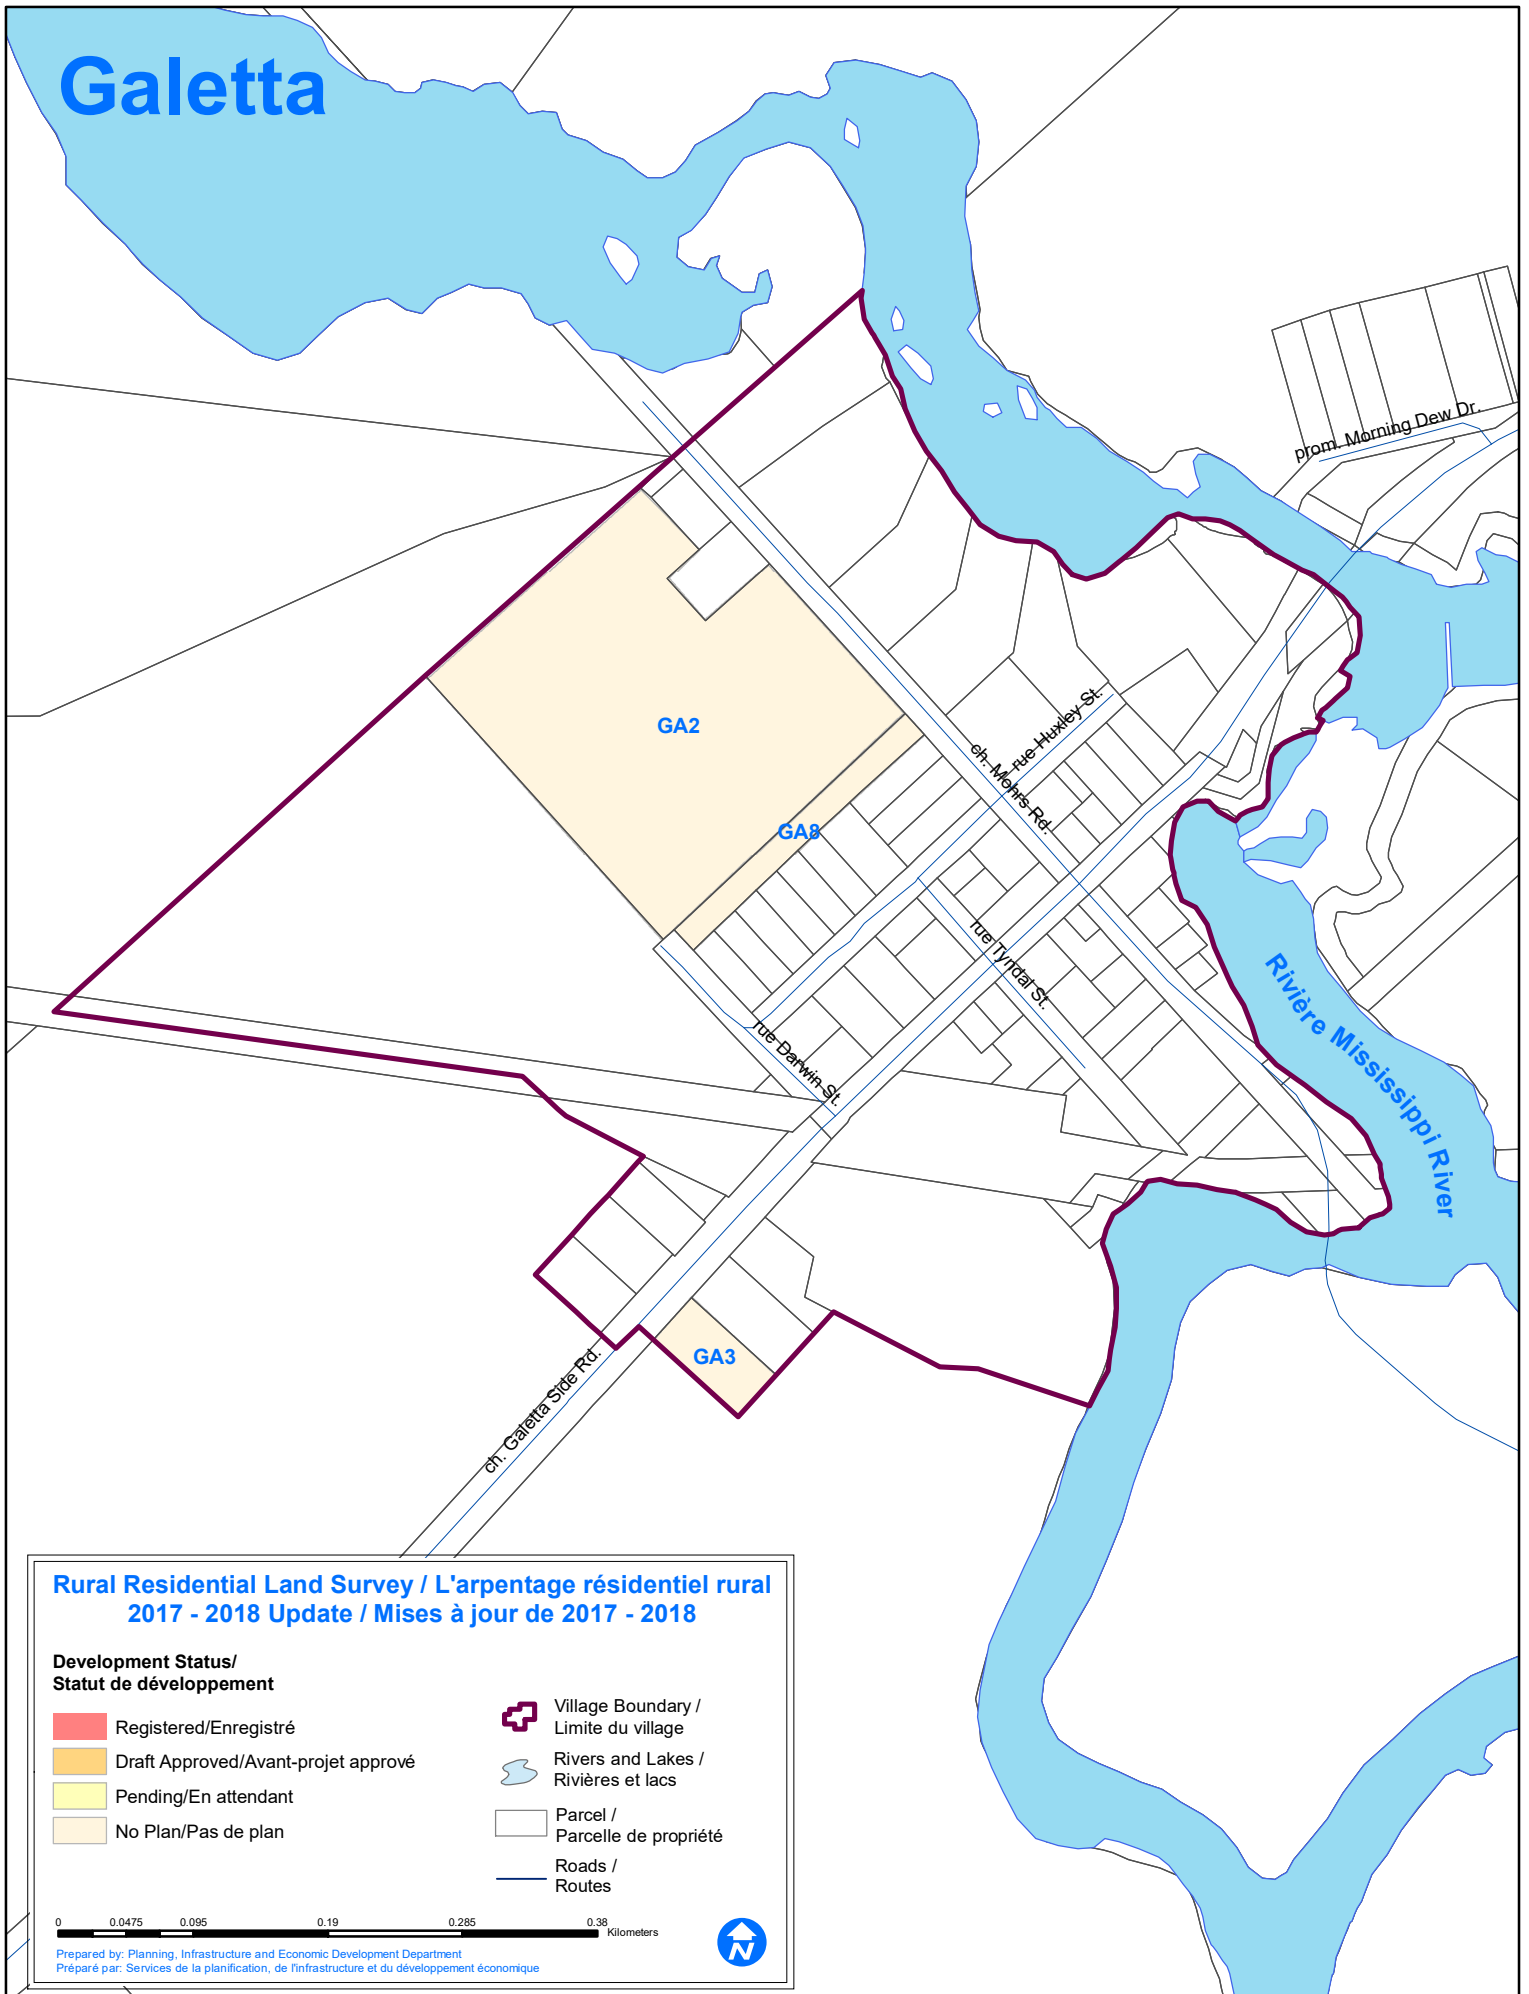 Galetta
prom. Morning Dew Dr.
GA2
rue Huxley St.
ch. Mohrs Rd.
GA8
rue Tyndal St.
Rivière Mississippi River
rue Darwin St.
GA3
ch. Galetta Side Rd.
Rural Residential Land Survey / L'arpentage résidentiel rural
2017 - 2018 Update / Mises à jour de 2017 - 2018
Development Status/
Statut de développement
Registered/Enregistré
Draft Approved/Avant-projet apprové
Pending/En attendant
No Plan/Pas de plan
Village Boundary /
Limite du village
Rivers and Lakes /
Rivières et lacs
Parcel /
Parcelle de propriété
Roads /
Routes
0 0.0475 0.095 0.19 0.285 0.38
Kilometers
Prepared by: Planning, Infrastructure and Economic Development Department
Préparé par: Services de la planification, de l'infrastructure et du développement économique
N